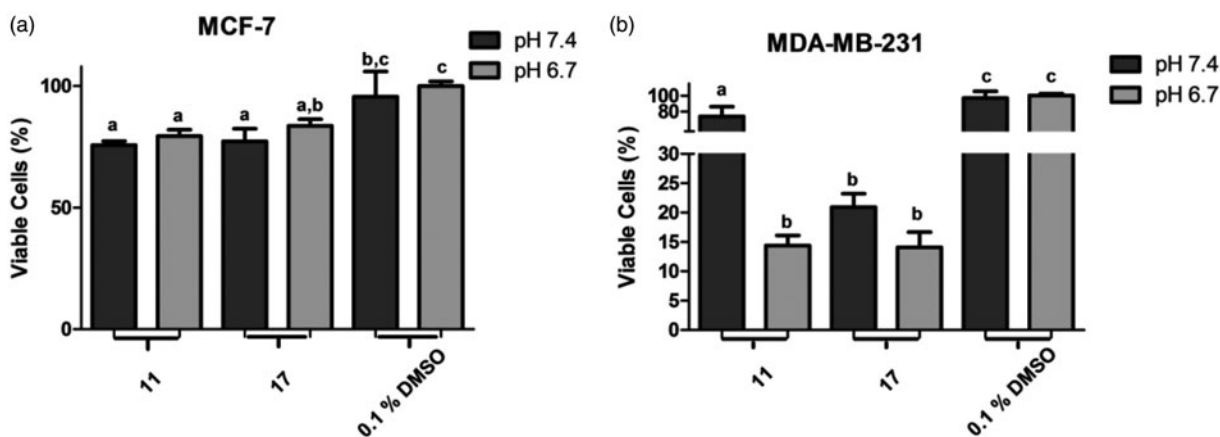 (a)
MCF-7
pH 7.4
pH 6.7
Viable Cells (%)
100
50
0
a
a
a
a,b
b,c
c
11
17
0.1 % DMSO
(b)
MDA-MB-231
pH 7.4
pH 6.7
Viable Cells (%)
100
80
30
25
20
15
10
5
0
a
b
b
b
c
c
11
17
0.1 % DMSO